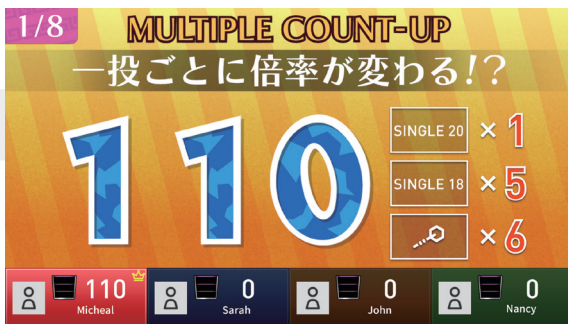 1/8
MULTIPLE COUNT-UP
一投ごとに倍率が変わる!?
110
SINGLE 20 × 1
SINGLE 18 × 5
× 6
110
Micheal
0
Sarah
0
John
0
Nancy